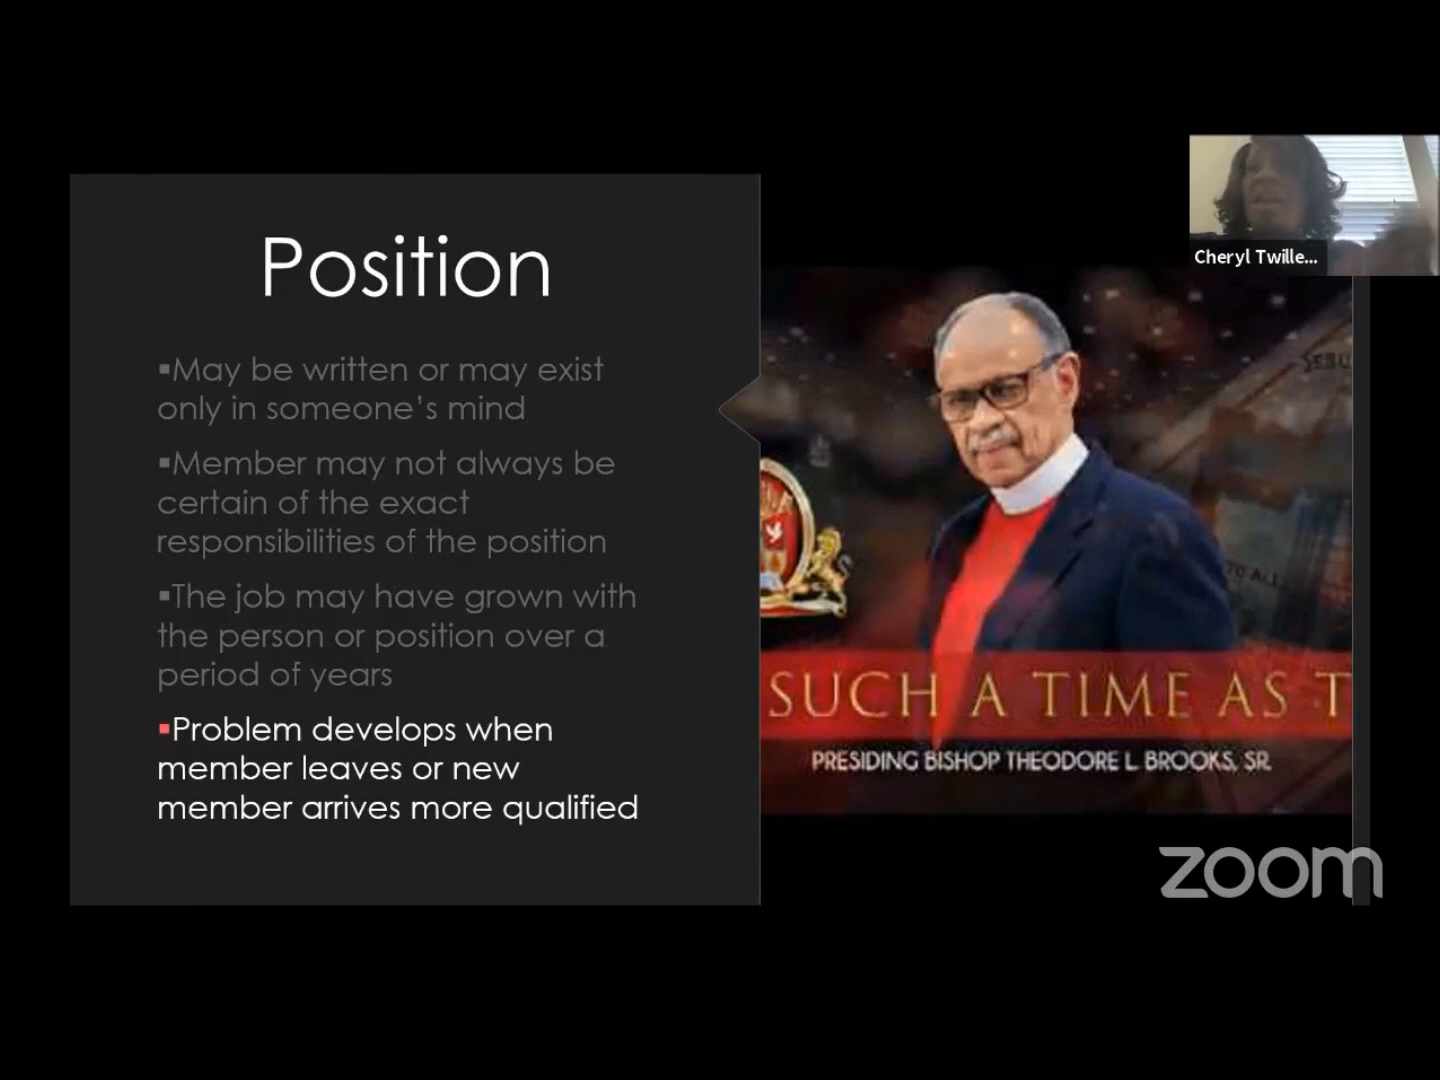 Position
▪May be written or may exist
only in someone’s mind
▪Member may not always be
certain of the exact
responsibilities of the position
▪The job may have grown with
the person or position over a
period of years
▪Problem develops when
member leaves or new
member arrives more qualified
Cheryl Twille...
SUCH A TIME AS T
PRESIDING BISHOP THEODORE L. BROOKS, SR.
zoom